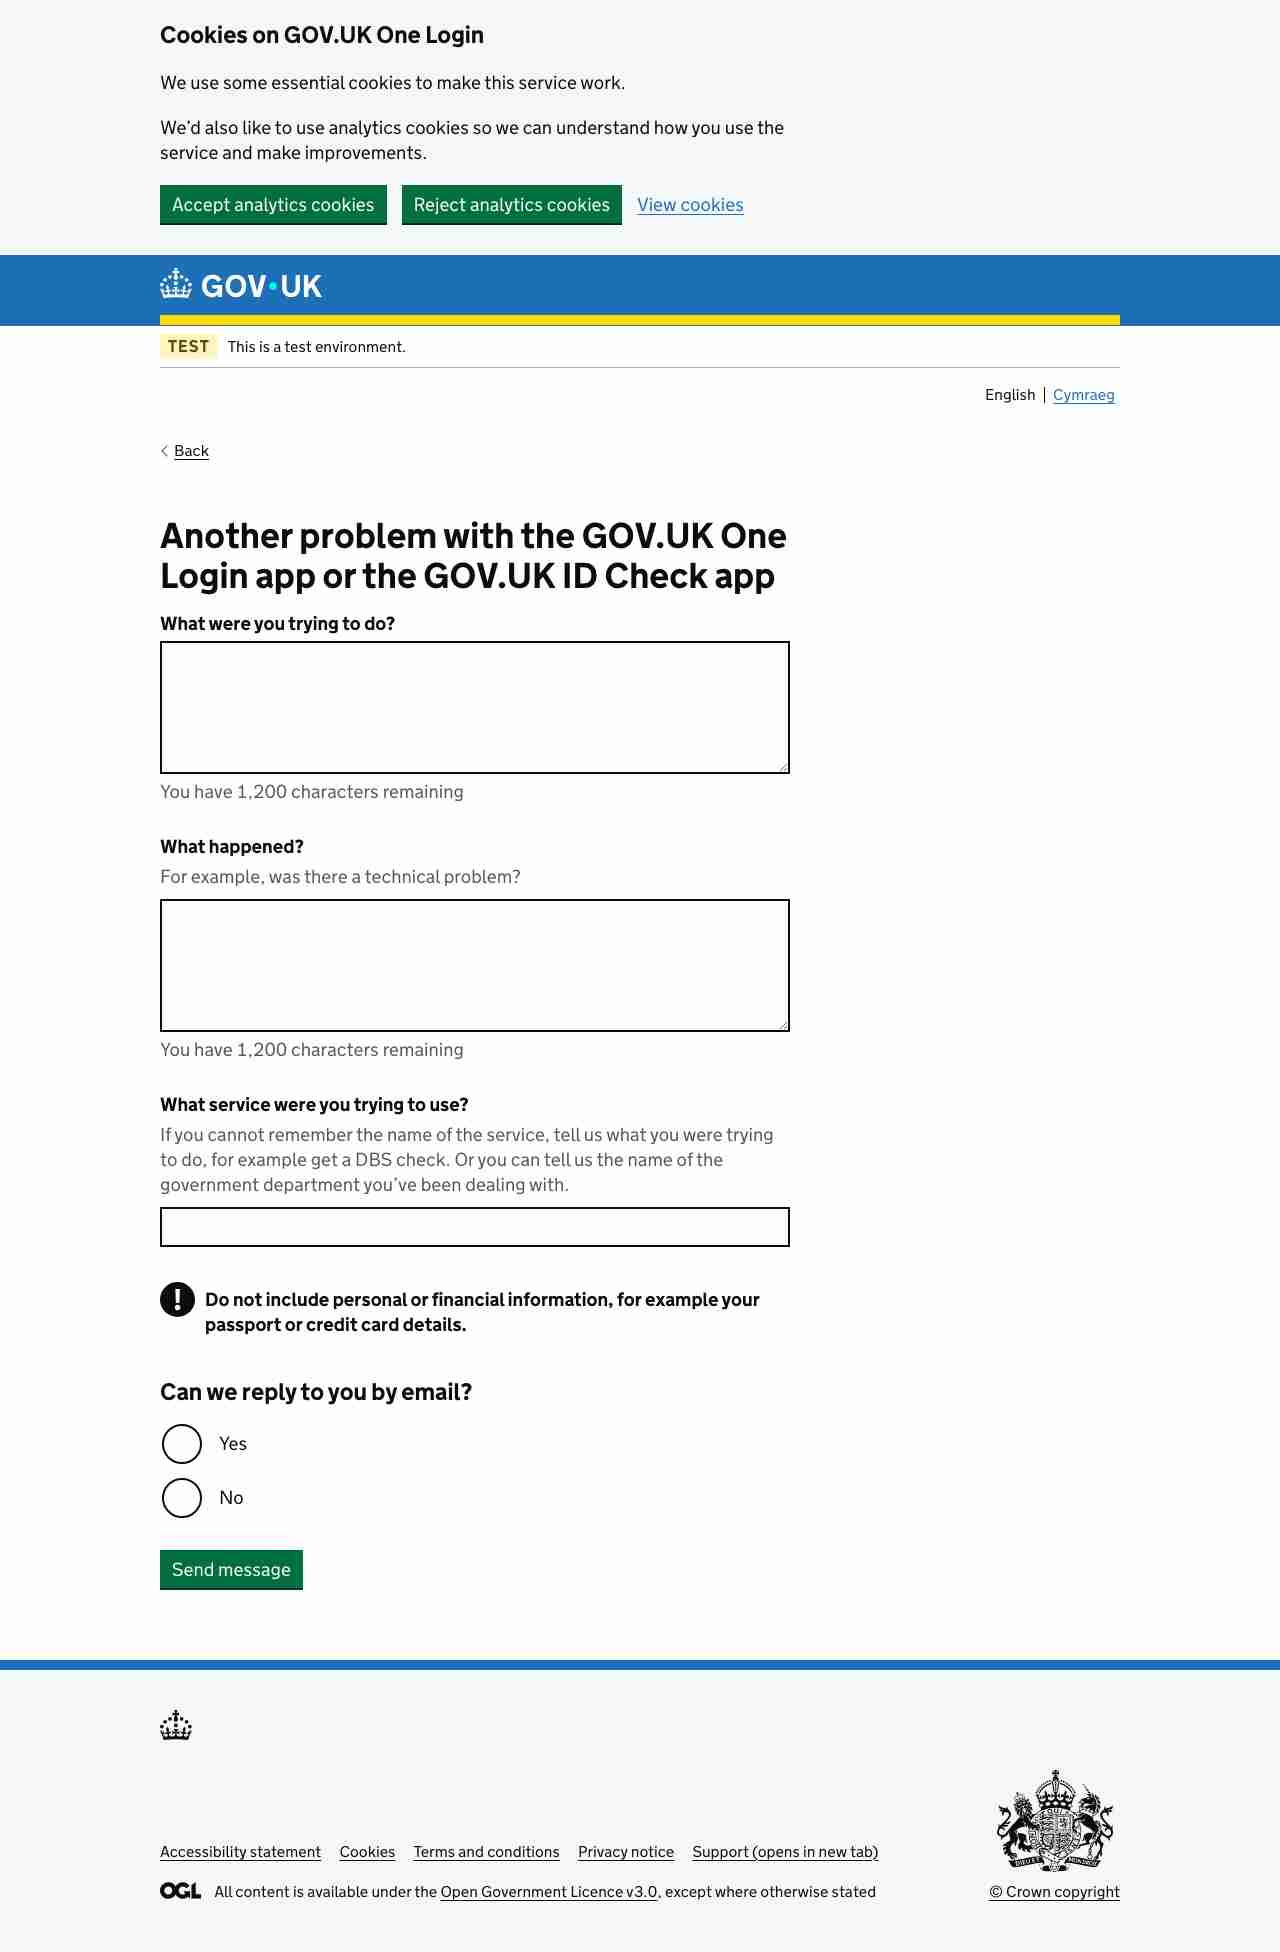 Cookies on GOV.UK One Login
We use some essential cookies to make this service work.
We’d also like to use analytics cookies so we can understand how you use the
service and make improvements.
Accept analytics cookies Reject analytics cookies View cookies
GOV·UK
TEST This is a test environment.
English Cymraeg
Back
Another problem with the GOV.UK One
Login app or the GOV.UK ID Check app
What were you trying to do?
You have 1,200 characters remaining
What happened?
For example, was there a technical problem?
You have 1,200 characters remaining
What service were you trying to use?
If you cannot remember the name of the service, tell us what you were trying
to do, for example get a DBS check. Or you can tell us the name of the
government department you’ve been dealing with.
! Do not include personal or financial information, for example your
passport or credit card details.
Can we reply to you by email?
Yes
No
Send message
Accessibility statement Cookies Terms and conditions Privacy notice Support (opens in new tab)
OGL All content is available under the Open Government Licence v3.0, except where otherwise stated
© Crown copyright